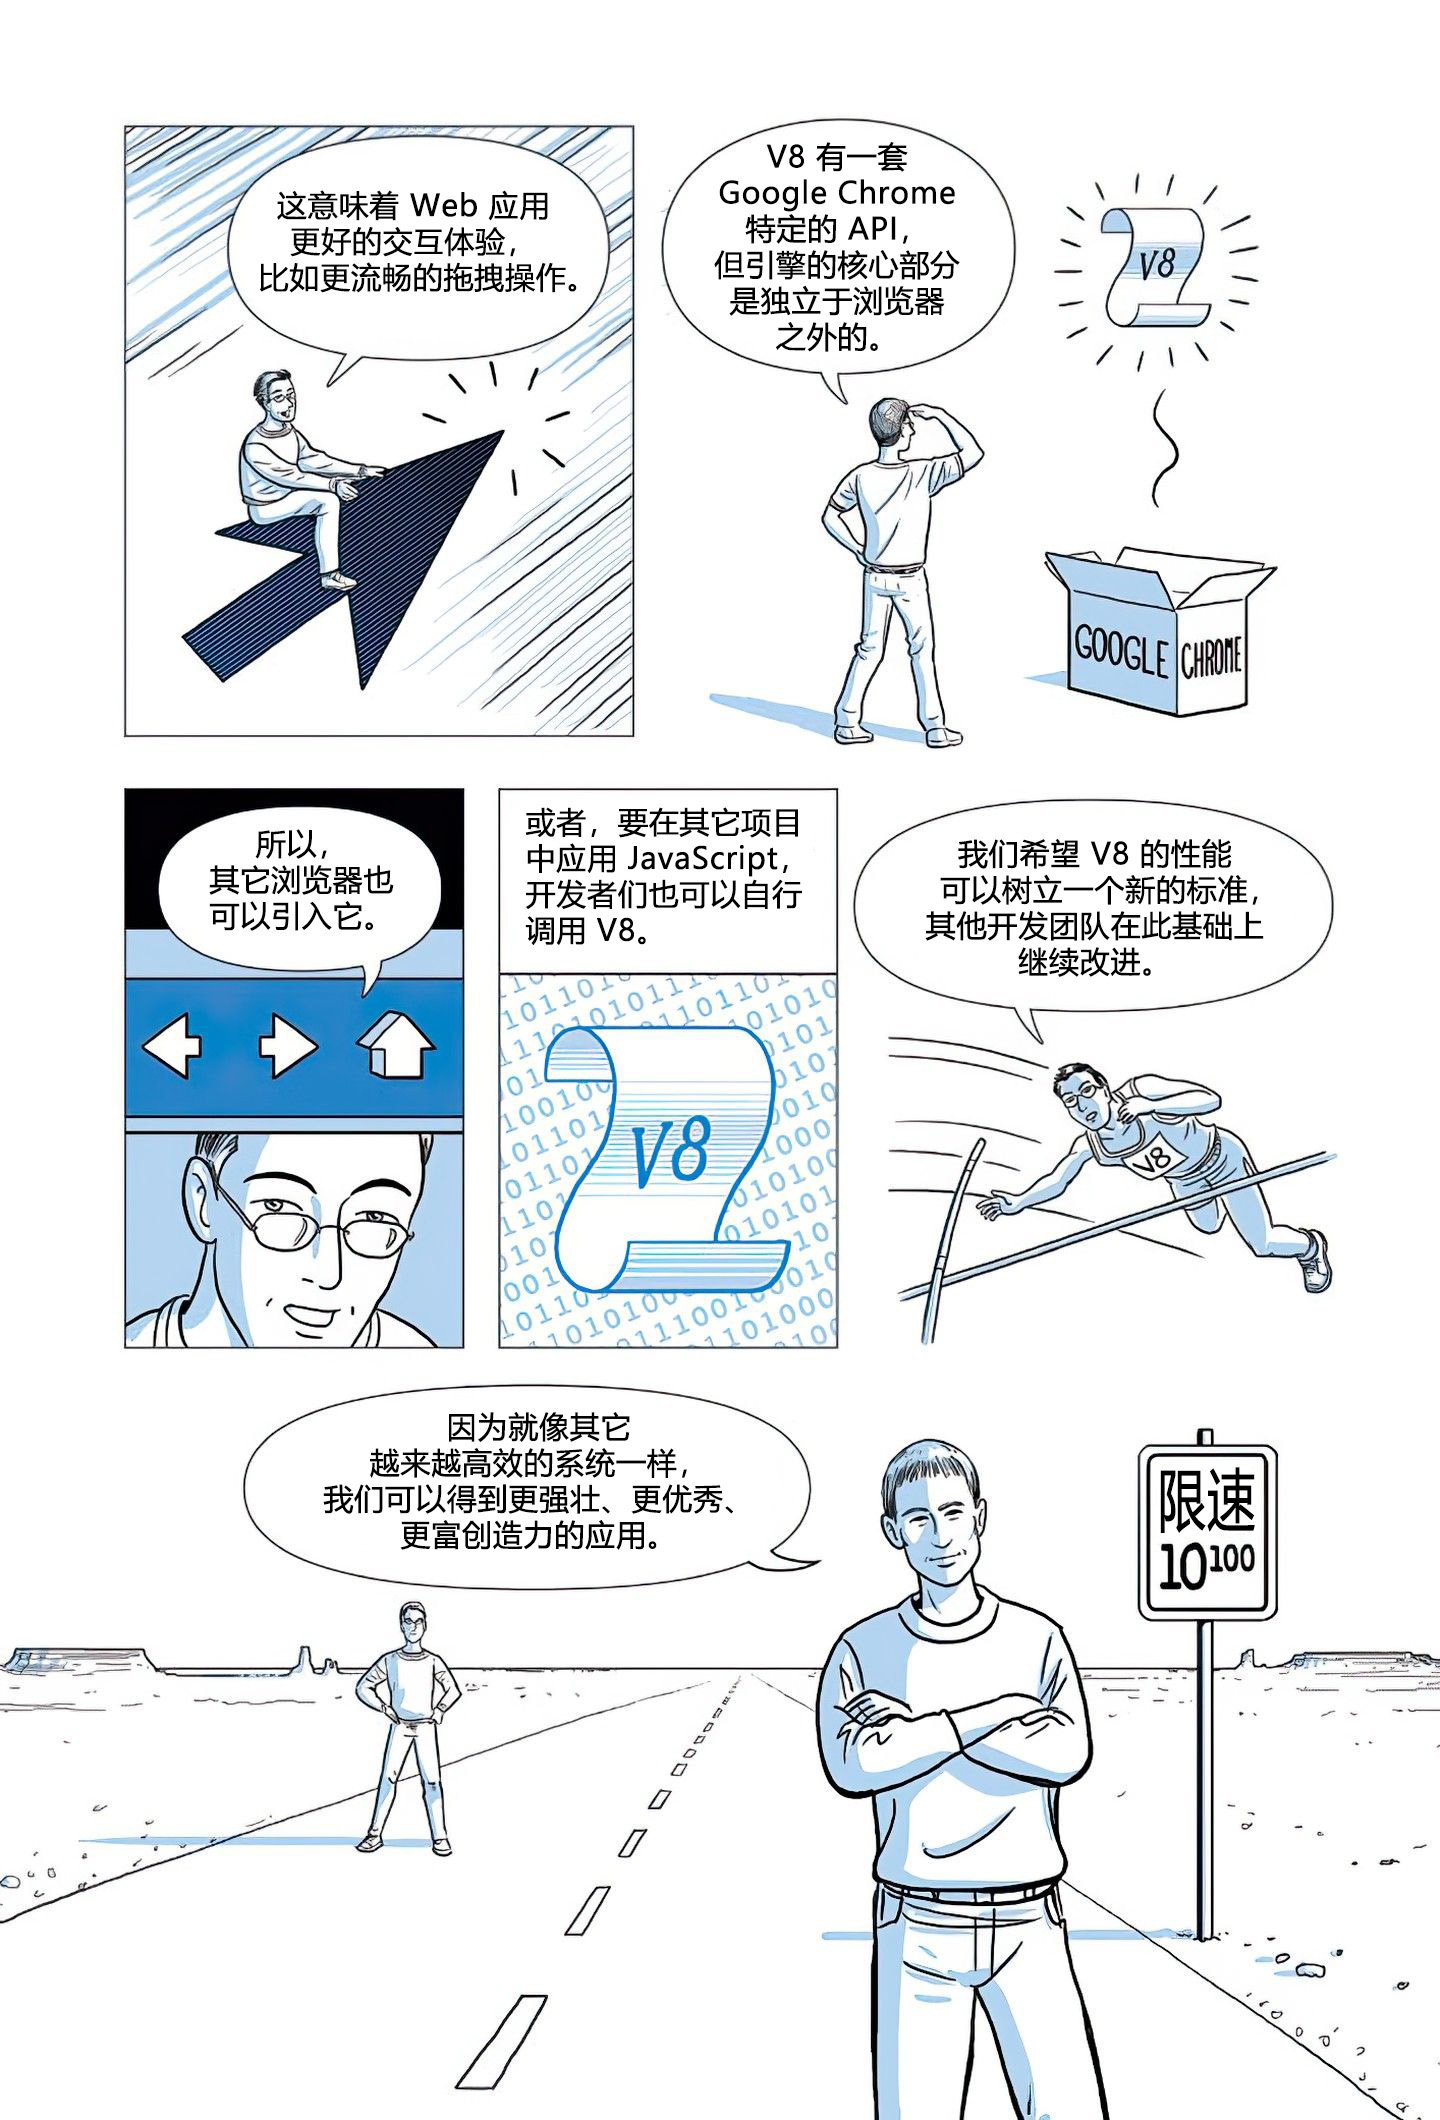 这意味着 Web 应用
更好的交互体验，
比如更流畅的拖拽操作。
V8 有一套
Google Chrome
特定的 API，
但引擎的核心部分
是独立于浏览器
之外的。
V8
GOOGLE CHROME
所以，
其它浏览器也
可以引入它。
或者，要在其它项目
中应用 JavaScript，
开发者们也可以自行
调用 V8。
V8
我们希望 V8 的性能
可以树立一个新的标准，
其他开发团队在此基础上
继续改进。
V8
因为就像其它
越来越高效的系统一样，
我们可以得到更强壮、更优秀、
更富创造力的应用。
限速
10¹⁰⁰